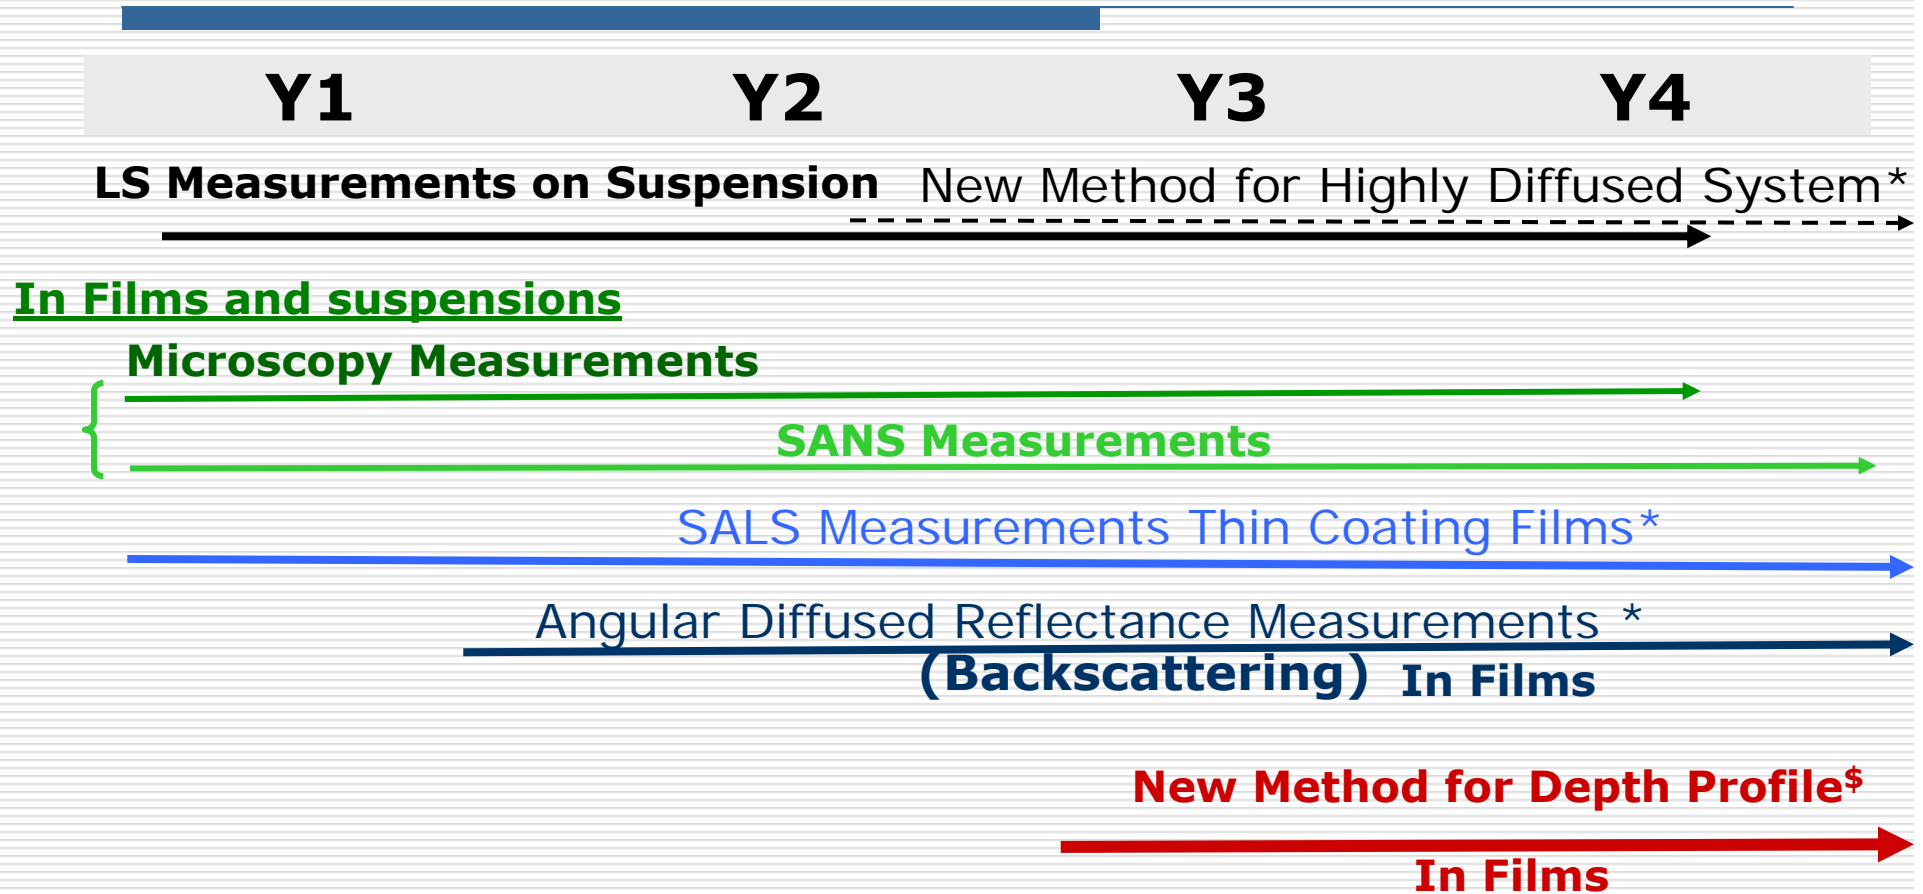 Y1 Y2 Y3 Y4
LS Measurements on Suspension New Method for Highly Diffused System*
In Films and suspensions
Microscopy Measurements
SANS Measurements
SALS Measurements Thin Coating Films*
Angular Diffused Reflectance Measurements *
(Backscattering) In Films
New Method for Depth Profile$
In Films